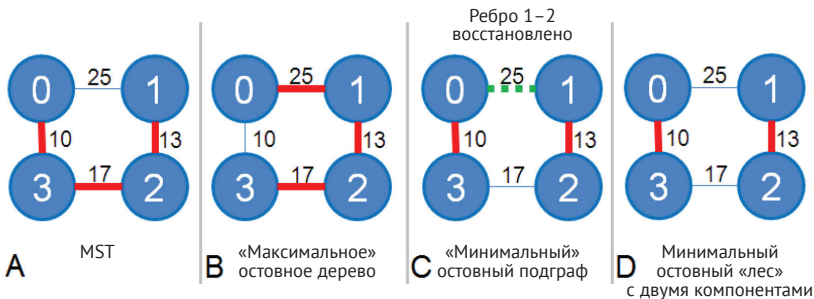 Ребро 1–2
восстановлено
0 25 1
10 13
3 17 2
A MST
0 25 1
10 13
3 17 2
B «Максимальное»
остовное дерево
0 25 1
10 13
3 17 2
C «Минимальный»
остовный подграф
0 25 1
10 13
3 17 2
D Минимальный
остовный «лес»
с двумя компонентами